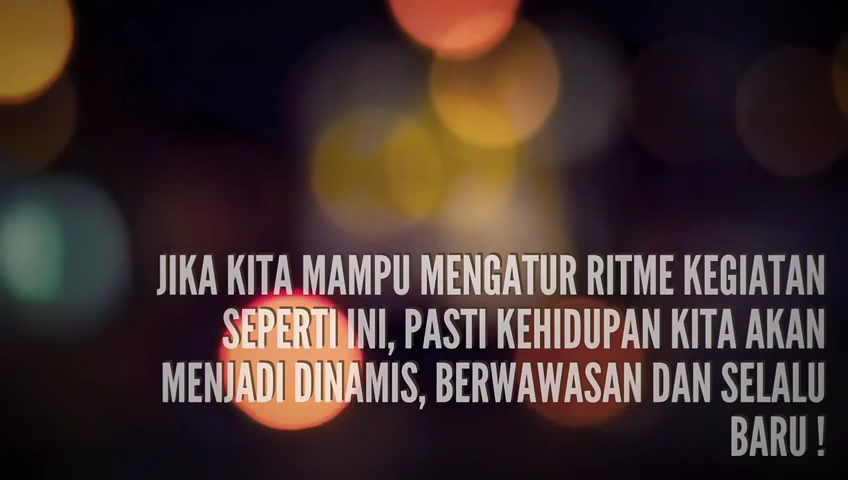 JIKA KITA MAMPU MENGATUR RITME KEGIATAN
SEPERTI INI, PASTI KEHIDUPAN KITA AKAN
MENJADI DINAMIS, BERWAWASAN DAN SELALU
BARU !